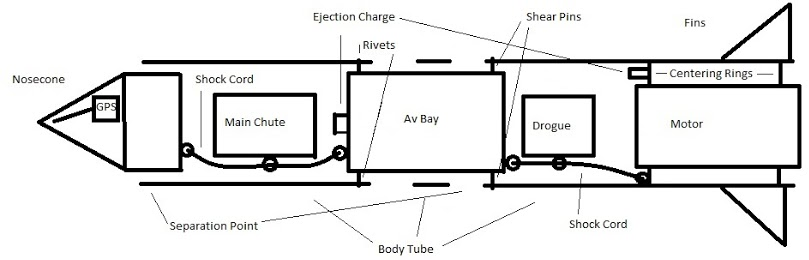 Ejection Charge
Shear Pins
Fins
Rivets
Nosecone
Shock Cord
Centering Rings
GPS
Main Chute
Av Bay
Drogue
Motor
Separation Point
Shock Cord
Body Tube